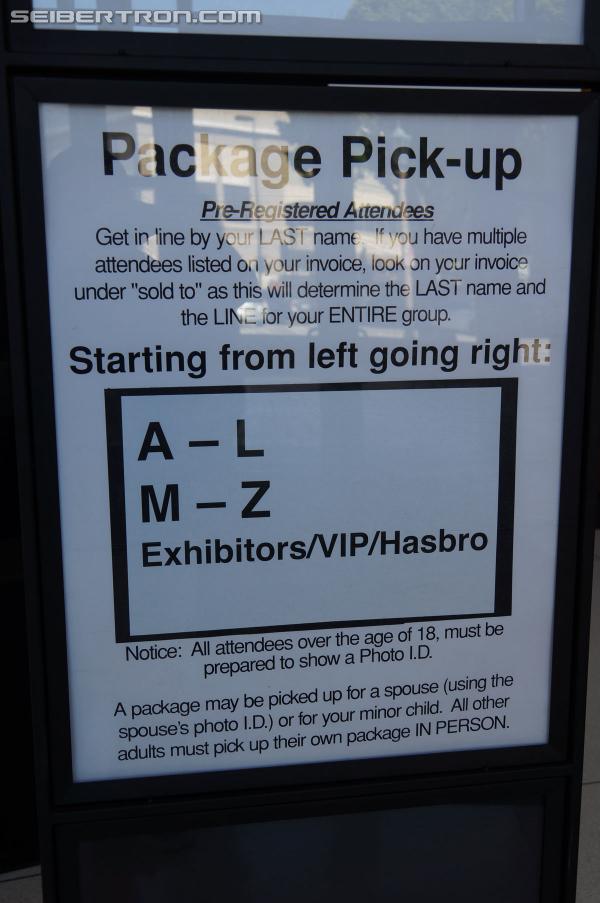 SEIBERTRON.COM
Package Pick-up
Pre-Registered Attendees
Get in line by your LAST name. If you have multiple
attendees listed on your invoice, look on your invoice
under "sold to" as this will determine the LAST name and
the LINE for your ENTIRE group.
Starting from left going right:
A – L
M – Z
Exhibitors/VIP/Hasbro
Notice: All attendees over the age of 18, must be
prepared to show a Photo I.D.
A package may be picked up for a spouse (using the
spouse's photo I.D.) or for your minor child. All other
adults must pick up their own package IN PERSON.